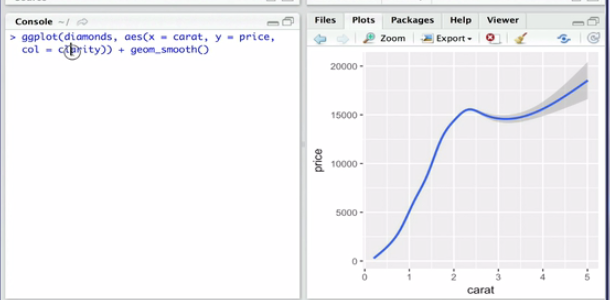 Console ~/
> ggplot(diamonds, aes(x = carat, y = price,
col = clarity)) + geom_smooth()
Files Plots Packages Help Viewer
Zoom Export
20000
15000
10000
5000
0
price
0 1 2 3 4 5
carat